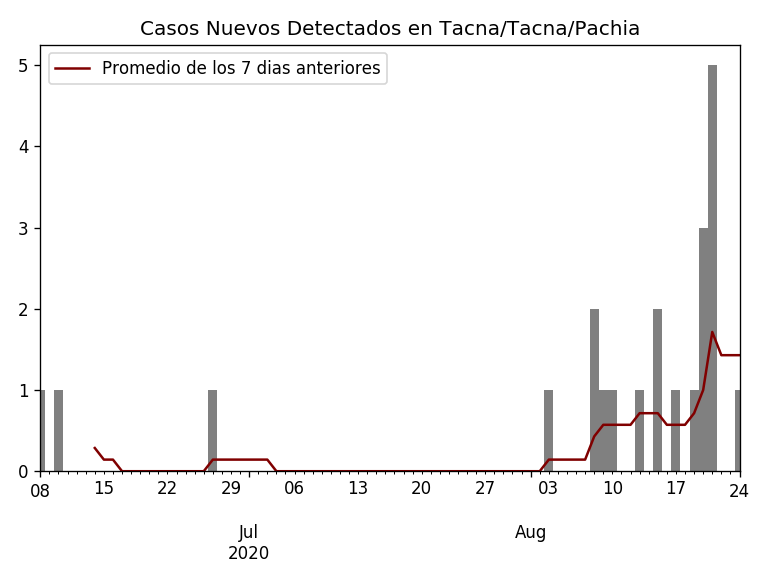 Casos Nuevos Detectados en Tacna/Tacna/Pachia
Promedio de los 7 dias anteriores
5
4
3
2
1
0
08 15 22 29 06 13 20 27 03 10 17 24
Jul Aug
2020